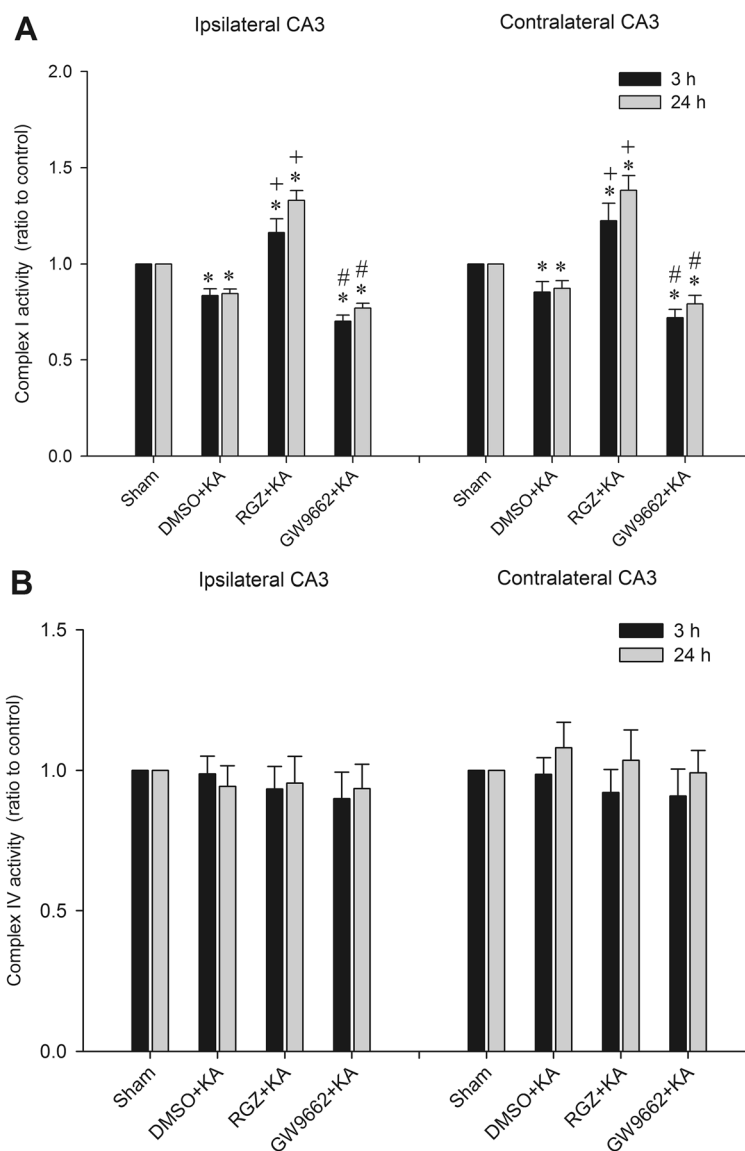 A
Ipsilateral CA3
Contralateral CA3
Complex I activity (ratio to control)
2.0
1.5
1.0
0.5
0.0
3 h
24 h
* *
+ +
* *
# #
* *
* *
+ +
* *
# #
* *
Sham
DMSO+KA
RGZ+KA
GW9662+KA
Sham
DMSO+KA
RGZ+KA
GW9662+KA
B
Ipsilateral CA3
Contralateral CA3
Complex IV activity (ratio to control)
1.5
1.0
0.5
0.0
3 h
24 h
Sham
DMSO+KA
RGZ+KA
GW9662+KA
Sham
DMSO+KA
RGZ+KA
GW9662+KA